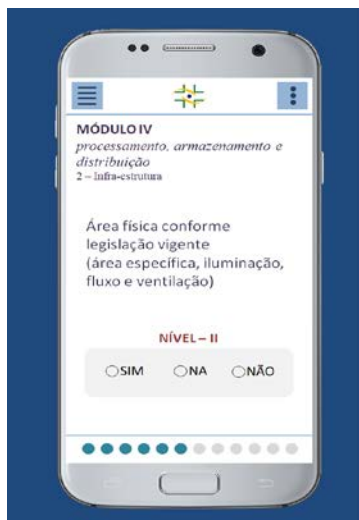 MÓDULO IV
processamento, armazenamento e
distribuição
2 – Infra-estrutura
Área física conforme
legislação vigente
(área específica, iluminação,
fluxo e ventilação)
NÍVEL – II
SIM NA NÃO